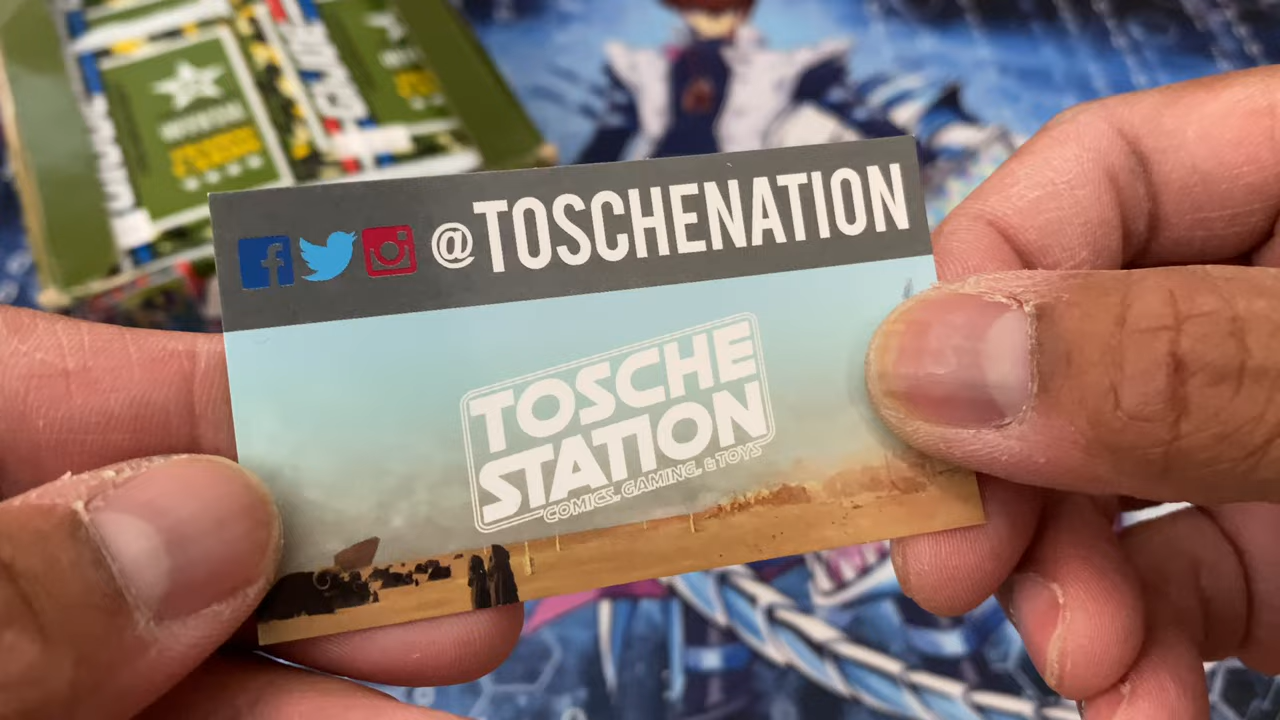 @TOSCHENATION
TOSCHE
STATION
COMICS, GAMING, & TOYS